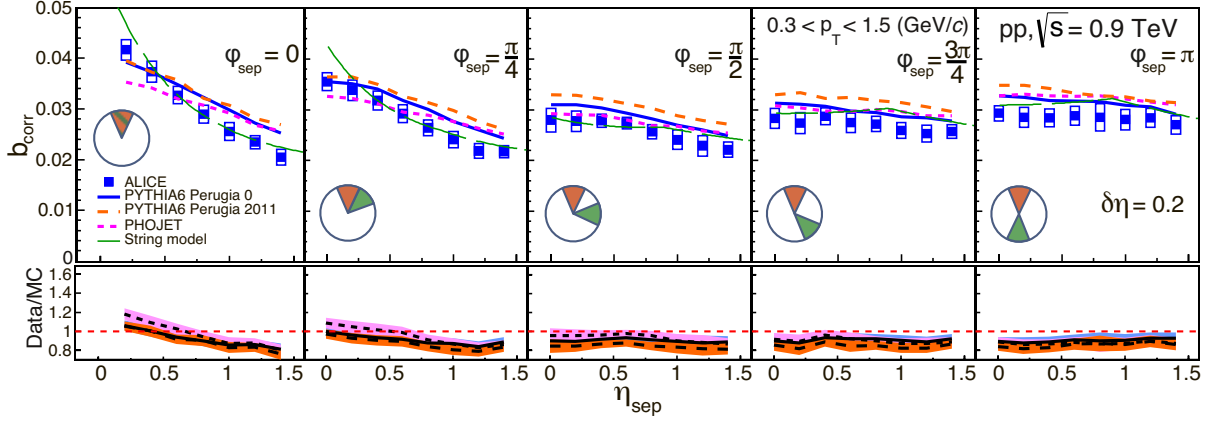 0.05
0.04
0.03
0.02
0.01
0
b_corr
φ_sep = 0
φ_sep = π/4
φ_sep = π/2
0.3 < p_T < 1.5 (GeV/c)
φ_sep = 3π/4
pp, √s = 0.9 TeV
φ_sep = π
ALICE
PYTHIA6 Perugia 0
PYTHIA6 Perugia 2011
PHOJET
String model
δη = 0.2
Data/MC
1.6
1.4
1.2
1
0.8
0 0.5 1 1.5 0 0.5 1 1.5 0 0.5 1 1.5 0 0.5 1 1.5 0 0.5 1 1.5
η_sep